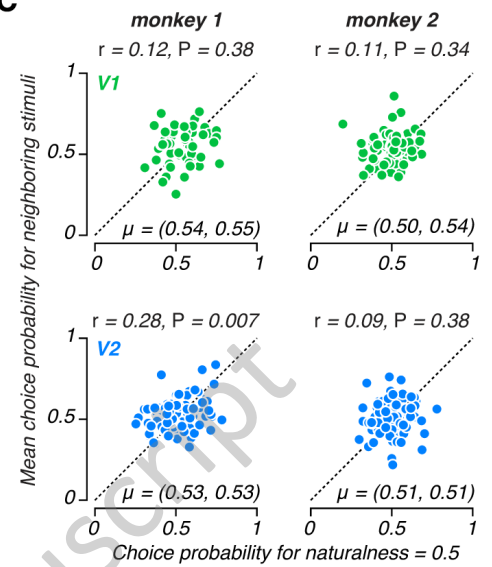 C
monkey 1 monkey 2
r = 0.12, P = 0.38 r = 0.11, P = 0.34
Mean choice probability for neighboring stimuli
1
V1
0.5
0
μ = (0.54, 0.55) μ = (0.50, 0.54)
0 0.5 1 0 0.5 1
r = 0.28, P = 0.007 r = 0.09, P = 0.38
1
V2
0.5
0
μ = (0.53, 0.53) μ = (0.51, 0.51)
0 0.5 1 0 0.5 1
Choice probability for naturalness = 0.5
uscript